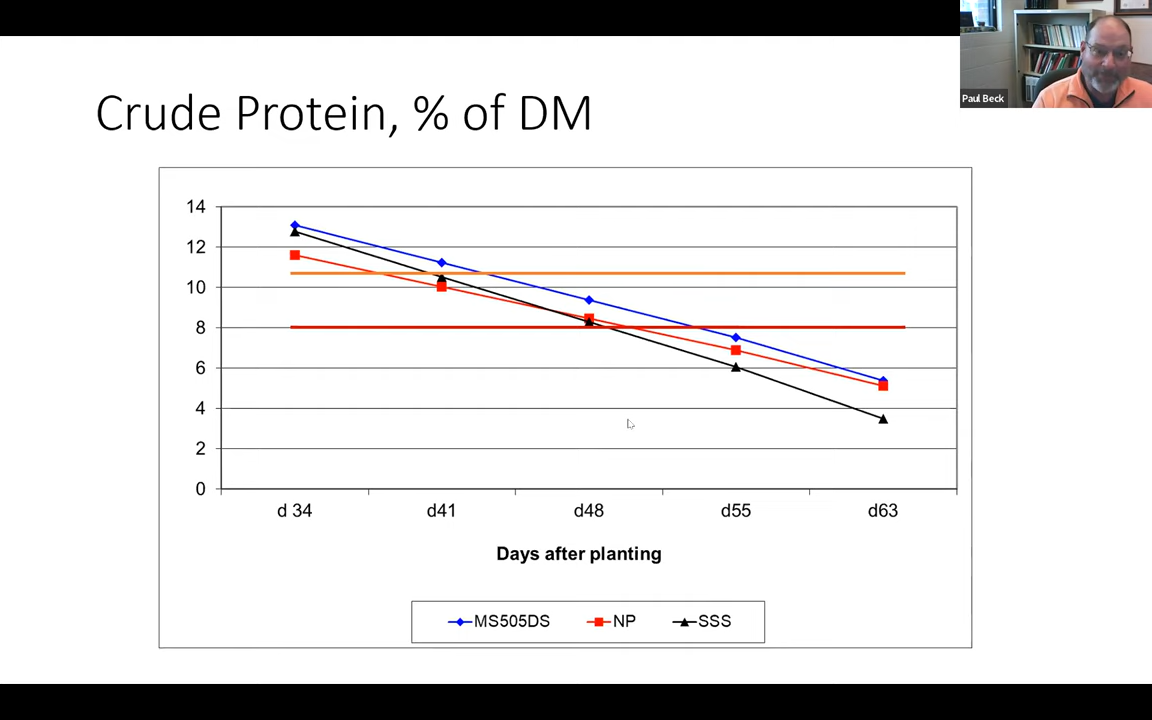 Paul Beck
Crude Protein, % of DM
14
12
10
8
6
4
2
0
d 34 d41 d48 d55 d63
Days after planting
MS505DS NP SSS